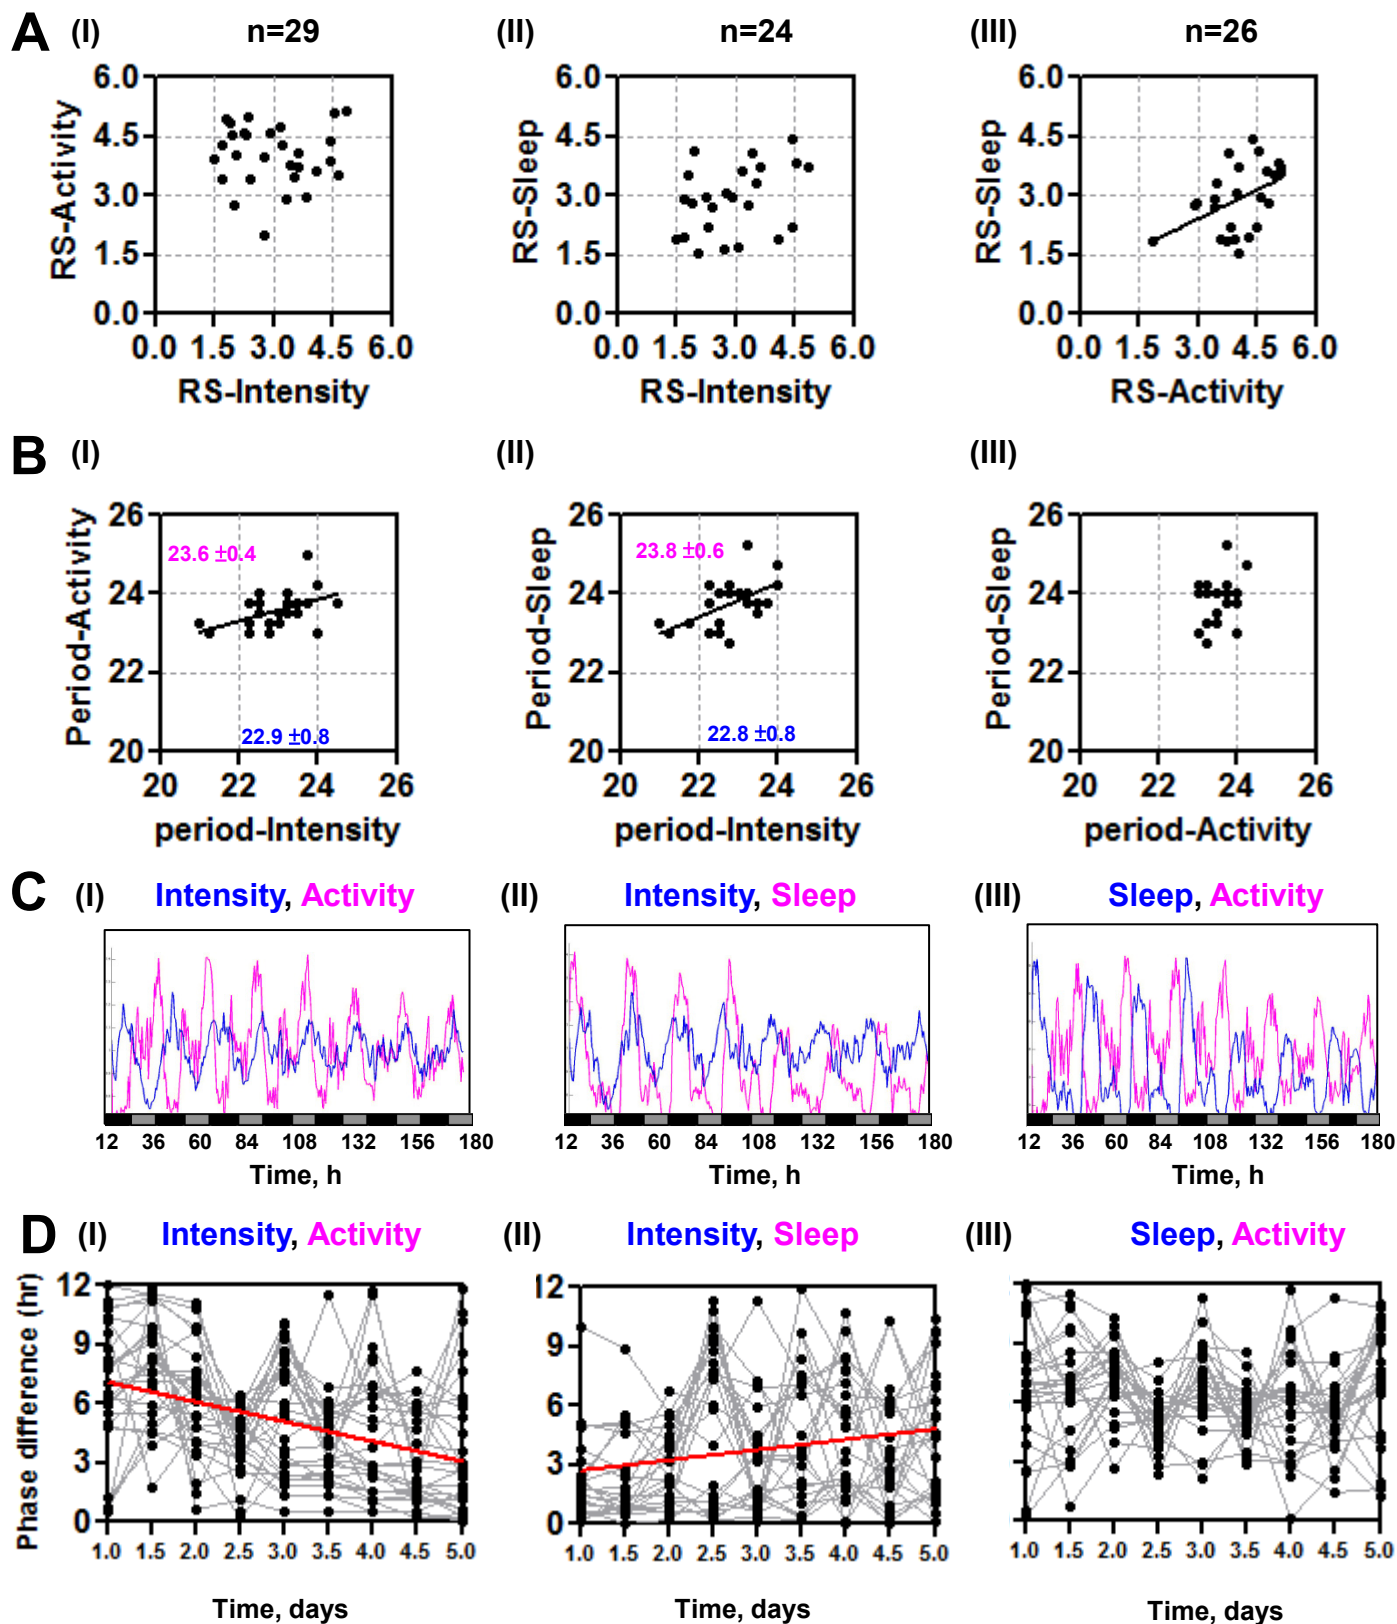 A (I) n=29 (II) n=24 (III) n=26
6.0 6.0 6.0
4.5 4.5 4.5
3.0 3.0 3.0
1.5 1.5 1.5
0.0 0.0 0.0
RS-Activity RS-Sleep RS-Sleep
0.0 1.5 3.0 4.5 6.0 0.0 1.5 3.0 4.5 6.0 0.0 1.5 3.0 4.5 6.0
RS-Intensity RS-Intensity RS-Activity
B (I) (II) (III)
26 26 26
23.6 ±0.4 23.8 ±0.6
24 24 24
22 22 22
22.9 ±0.8 22.8 ±0.8
20 20 20
Period-Activity Period-Sleep Period-Sleep
20 22 24 26 20 22 24 26 20 22 24 26
period-Intensity period-Intensity period-Activity
C (I) Intensity, Activity (II) Intensity, Sleep (III) Sleep, Activity
12 36 60 84 108 132 156 180 12 36 60 84 108 132 156 180 12 36 60 84 108 132 156 180
Time, h Time, h Time, h
D (I) Intensity, Activity (II) Intensity, Sleep (III) Sleep, Activity
12 12
9 9
6 6
3 3
0 0
Phase difference (hr)
1.0 1.5 2.0 2.5 3.0 3.5 4.0 4.5 5.0 1.0 1.5 2.0 2.5 3.0 3.5 4.0 4.5 5.0 1.0 1.5 2.0 2.5 3.0 3.5 4.0 4.5 5.0
Time, days Time, days Time, days